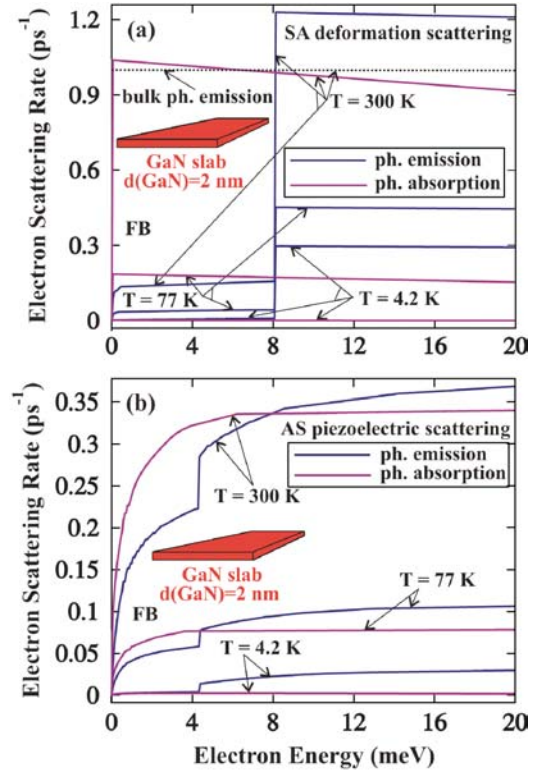 (a)
SA deformation scattering
1.2
0.9
0.6
0.3
0
Electron Scattering Rate (ps-1)
bulk ph. emission
T = 300 K
GaN slab
d(GaN)=2 nm
ph. emission
ph. absorption
FB
T = 77 K
T = 4.2 K
0 4 8 12 16 20
(b)
AS piezoelectric scattering
0.35
0.3
0.25
0.2
0.15
0.1
0.05
0
Electron Scattering Rate (ps-1)
ph. emission
ph. absorption
T = 300 K
GaN slab
d(GaN)=2 nm
FB
T = 77 K
T = 4.2 K
0 4 8 12 16 20
Electron Energy (meV)